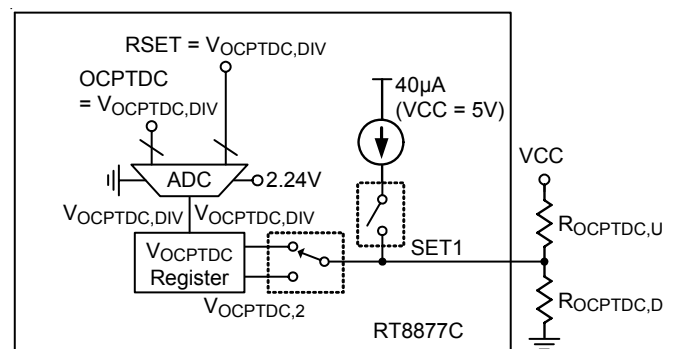 RSET = VOCPTDC,DIV
OCPTDC
= VOCPTDC,DIV
40µA
(VCC = 5V)
VCC
ADC
2.24V
VOCPTDC,DIV
VOCPTDC,DIV
ROCPTDC,U
VOCPTDC
Register
SET1
VOCPTDC,2
ROCPTDC,D
RT8877C